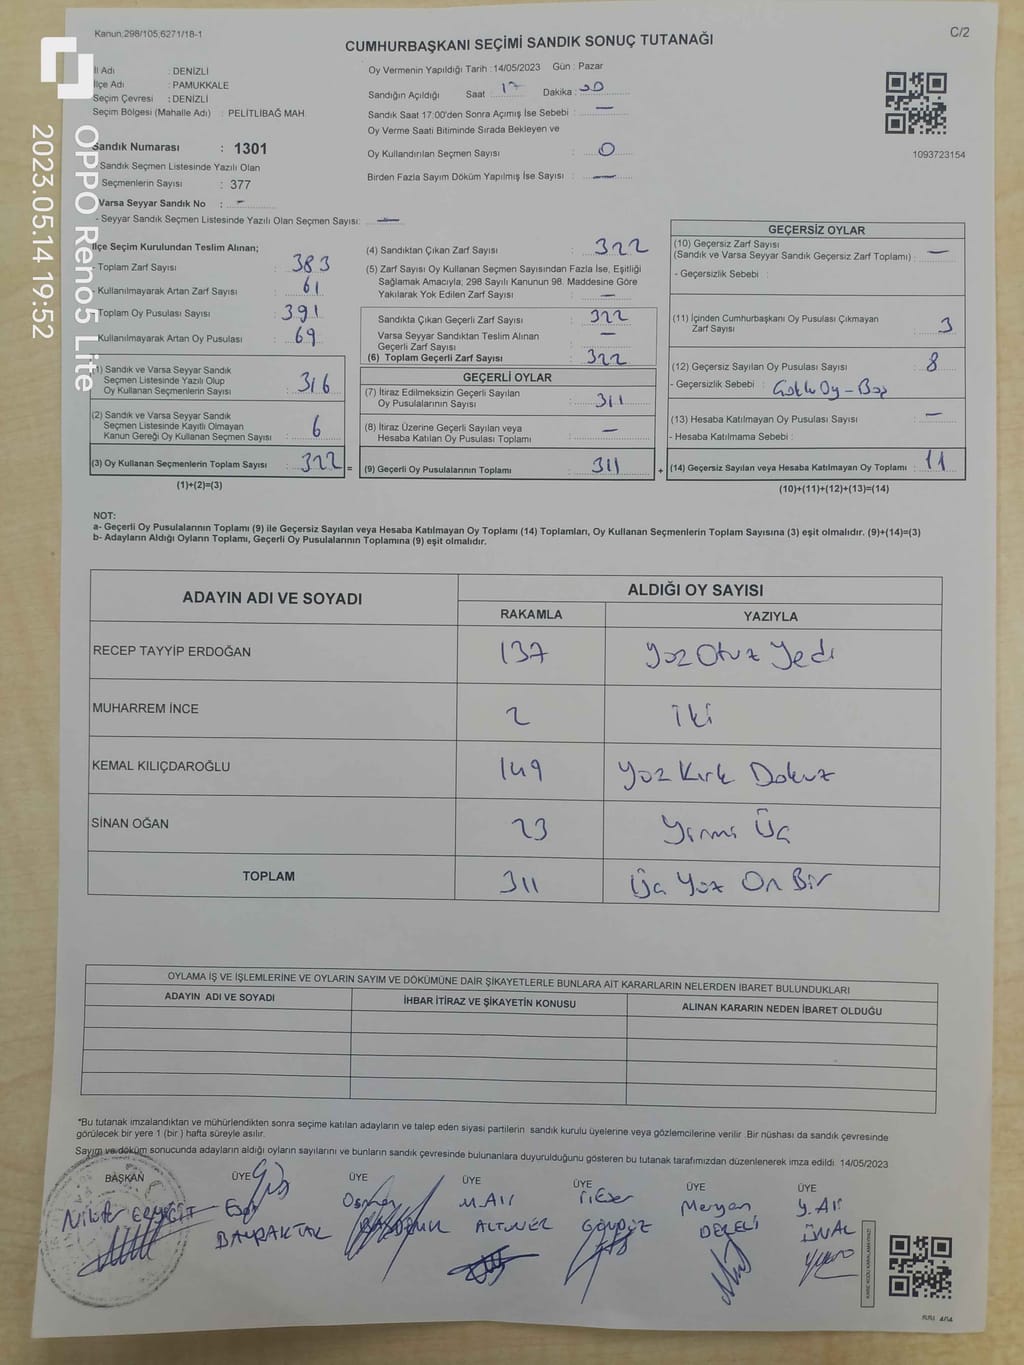 Kanun.298/105,6271/18-1
C/2
CUMHURBAŞKANI SEÇİMİ SANDIK SONUÇ TUTANAĞI
İl Adı : DENİZLİ
İlçe Adı : PAMUKKALE
Seçim Çevresi : DENİZLİ
Seçim Bölgesi (Mahalle Adı) : PELİTLİBAĞ MAH.
Sandık Numarası : 1301
Sandık Seçmen Listesinde Yazılı Olan
Seçmenlerin Sayısı : 377
Varsa Seyyar Sandık No : -
- Seyyar Sandık Seçmen Listesinde Yazılı Olan Seçmen Sayısı: —
Oy Vermenin Yapıldığı Tarih : 14/05/2023 Gün : Pazar
Sandığın Açıldığı Saat : 17 Dakika : 00
Sandık Saat 17.00'den Sonra Açımış İse Sebebi : —
Oy Verme Saati Bitiminde Sırada Bekleyen ve
Oy Kullandırılan Seçmen Sayısı : 0
Birden Fazla Sayım Döküm Yapılmış İse Sayısı : —
1093723154
İlçe Seçim Kurulundan Teslim Alınan;
- Toplam Zarf Sayısı : 383
- Kullanılmayarak Artan Zarf Sayısı : 61
- Toplam Oy Pusulası Sayısı : 391
- Kullanılmayarak Artan Oy Pusulası : 69
(1) Sandık ve Varsa Seyyar Sandık
Seçmen Listesinde Yazılı Olup
Oy Kullanan Seçmenlerin Sayısı : 316
(2) Sandık ve Varsa Seyyar Sandık
Seçmen Listesinde Kayıtlı Olmayan
Kanun Gereği Oy Kullanan Seçmen Sayısı : 6
(3) Oy Kullanan Seçmenlerin Toplam Sayısı : 322 =
(1)+(2)=(3)
(4) Sandıktan Çıkan Zarf Sayısı : 322
(5) Zarf Sayısı Oy Kullanan Seçmen Sayısından Fazla İse, Eşitliği
Sağlamak Amacıyla; 298 Sayılı Kanunun 98. Maddesine Göre
Yakılarak Yok Edilen Zarf Sayısı : —
Sandıkta Çıkan Geçerli Zarf Sayısı : 322
Varsa Seyyar Sandıktan Teslim Alınan
Geçerli Zarf Sayısı : —
(6) Toplam Geçerli Zarf Sayısı : 322
GEÇERLİ OYLAR
(7) İtiraz Edilmeksizin Geçerli Sayılan
Oy Pusulalarının Sayısı : 311
(8) İtiraz Üzerine Geçerli Sayılan veya
Hesaba Katılan Oy Pusulası Toplamı : —
(9) Geçerli Oy Pusulalarının Toplamı : 311 +
GEÇERSİZ OYLAR
(10) Geçersiz Zarf Sayısı
(Sandık ve Varsa Seyyar Sandık Geçersiz Zarf Toplamı) : —
- Geçersizlik Sebebi :
(11) İçinden Cumhurbaşkanı Oy Pusulası Çıkmayan
Zarf Sayısı : 3
(12) Geçersiz Sayılan Oy Pusulası Sayısı : 8
- Geçersizlik Sebebi : Oy - Boş
(13) Hesaba Katılmayan Oy Pusulası Sayısı : —
- Hesaba Katılmama Sebebi :
(14) Geçersiz Sayılan veya Hesaba Katılmayan Oy Toplamı : 11
(10)+(11)+(12)+(13)=(14)
NOT:
a- Geçerli Oy Pusulalarının Toplamı (9) ile Geçersiz Sayılan veya Hesaba Katılmayan Oy Toplamı (14) Toplamları, Oy Kullanan Seçmenlerin Toplam Sayısına (3) eşit olmalıdır. (9)+(14)=(3)
b- Adayların Aldığı Oyların Toplamı, Geçerli Oy Pusulalarının Toplamına (9) eşit olmalıdır.
ADAYIN ADI VE SOYADI
ALDIĞI OY SAYISI
RAKAMLA YAZIYLA
RECEP TAYYİP ERDOĞAN 137 Yüz Otuz Yedi
MUHARREM İNCE 2 İki
KEMAL KILIÇDAROĞLU 149 Yüz Kırk Dokuz
SİNAN OĞAN 23 Yirmi Üç
TOPLAM 311 Üç Yüz On Bir
OYLAMA İŞ VE İŞLEMLERİNE VE OYLARIN SAYIM VE DÖKÜMÜNE DAİR ŞİKAYETLERLE BUNLARA AİT KARARLARIN NELERDEN İBARET BULUNDUKLARI
ADAYIN ADI VE SOYADI İHBAR İTİRAZ VE ŞİKAYETİN KONUSU ALINAN KARARIN NEDEN İBARET OLDUĞU
*Bu tutanak imzalandıktan ve mühürlendikten sonra seçime katılan adayların ve talep eden siyasi partilerin sandık kurulu üyelerine veya gözlemcilerine verilir. Bir nüshası da sandık çevresinde
görülecek bir yere 1 (bir ) hafta süreyle asılır.
Sayım ve döküm sonucunda adayların aldığı oyların sayılarını ve bunların sandık çevresinde bulunanlara duyurulduğunu gösteren bu tutanak tarafımızdan düzenlenerek imza edildi. 14/05/2023
BAŞKAN ÜYE ÜYE ÜYE ÜYE ÜYE ÜYE
M.Ali Meryem Y. Ali
BAYRAKTAR ALTINER GÜNDÜZ DERELİ ÜNAL
OPPO Reno5 Lite
2023.05.14 19:52